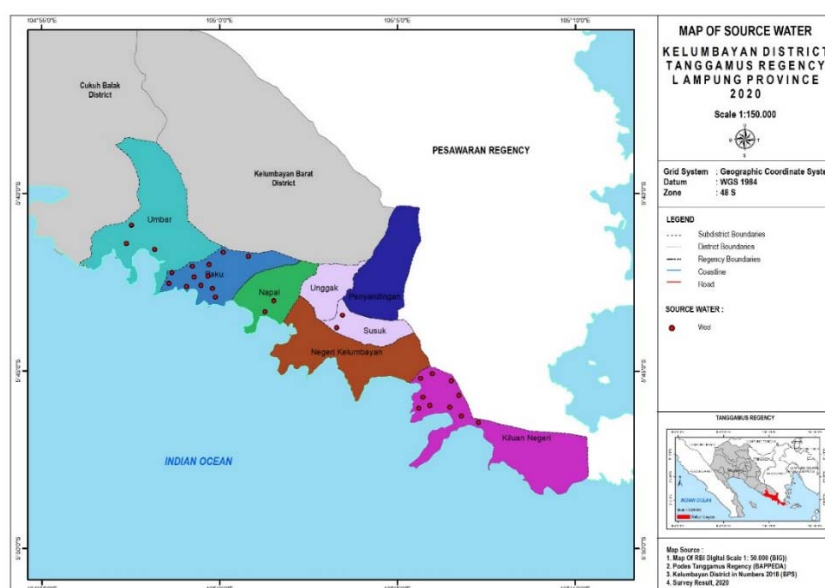 104°55'0"E
105°0'0"E
105°5'0"E
105°10'0"E
Cukuh Balak
District
Kelumbayan Barat
District
PESAWARAN REGENCY
Umbar
Paku
Napal
Unggak
Penyandingan
Susuk
Negeri Kelumbayan
Kiluan Negeri
INDIAN OCEAN
MAP OF SOURCE WATER
KELUMBAYAN DISTRICT
TANGGAMUS REGENCY
LAMPUNG PROVINCE
2020
Scale 1:150.000
Grid System : Geographic Coordinate Syste
Datum : WGS 1984
Zone : 48 S
LEGEND
Subdistrict Boundaries
District Boundaries
Regency Boundaries
Coastline
Road
SOURCE WATER :
TANGGAMUS REGENCY
INDIAN OCEAN
Map Source :
1. Map Of RBI Digital Scale 1: 50.000 (BIG))
2. Podes Tanggamus Regency (BAPPEDA)
3. Kelumbayan District in Numbers 2018 (BPS)
4. Survey Result, 2020